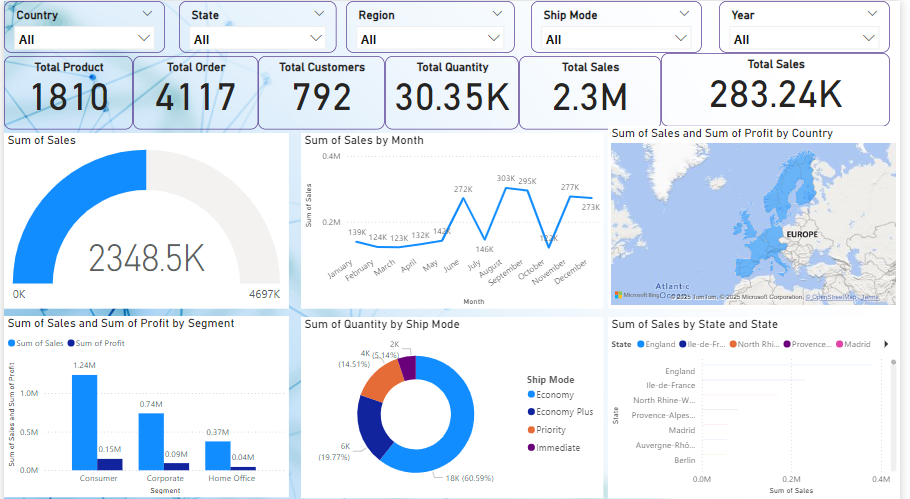 Country
State
Region
Ship Mode
Year
All
All
All
All
All
Total Product
1810
Total Order
4117
Total Customers
792
Total Quantity
30.35K
Total Sales
2.3M
Total Sales
283.24K
Sum of Sales
2348.5K
0K
4697K
Sum of Sales by Month
Sum of Sales
0.4M
0.2M
139K
124K
123K
132K
142K
272K
146K
303K
295K
277K
273K
January
February
March
April
May
June
July
August
September
October
November
December
Month
Sum of Sales and Sum of Profit by Country
EUROPE
Atlantic
Microsoft Bing
© 2025 TomTom, © 2025 Microsoft Corporation, © OpenStreetMap, Terms
Sum of Sales and Sum of Profit by Segment
Sum of Sales
Sum of Profit
Sum of Sales and Sum of Profit
1.0M
0.5M
0.0M
1.24M
0.15M
0.74M
0.09M
0.37M
0.04M
Consumer
Corporate
Home Office
Segment
Sum of Quantity by Ship Mode
2K
(5.14%)
4K
(14.51%)
6K
(19.77%)
18K (60.59%)
Ship Mode
Economy
Economy Plus
Priority
Immediate
Sum of Sales by State and State
State
England
Ile-de-Fr...
North Rhi...
Provence...
Madrid
State
England
Ile-de-France
North Rhine-W...
Provence-Alpes...
Madrid
Auvergne-Rhô...
Berlin
0.0M
0.2M
0.4M
Sum of Sales